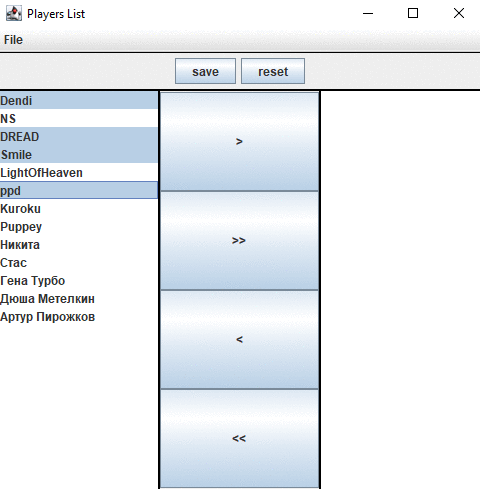 Players List
File
save reset
Dendi
NS
DREAD
Smile
LightOfHeaven
ppd
Kuroku
Puppey
Никита
Стас
Гена Турбо
Дюша Метелкин
Артур Пирожков
>
>>
<
<<